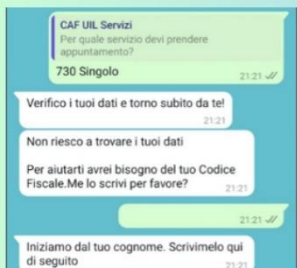 CAF UIL Servizi
Per quale servizio devi prendere
appuntamento?
730 Singolo
21:21
Verifico i tuoi dati e torno subito da te!
21:21
Non riesco a trovare i tuoi dati
Per aiutarti avrei bisogno del tuo Codice
Fiscale.Me lo scrivi per favore?
21:21
21:21
Iniziamo dal tuo cognome. Scrivimelo qui
di seguito
21:21